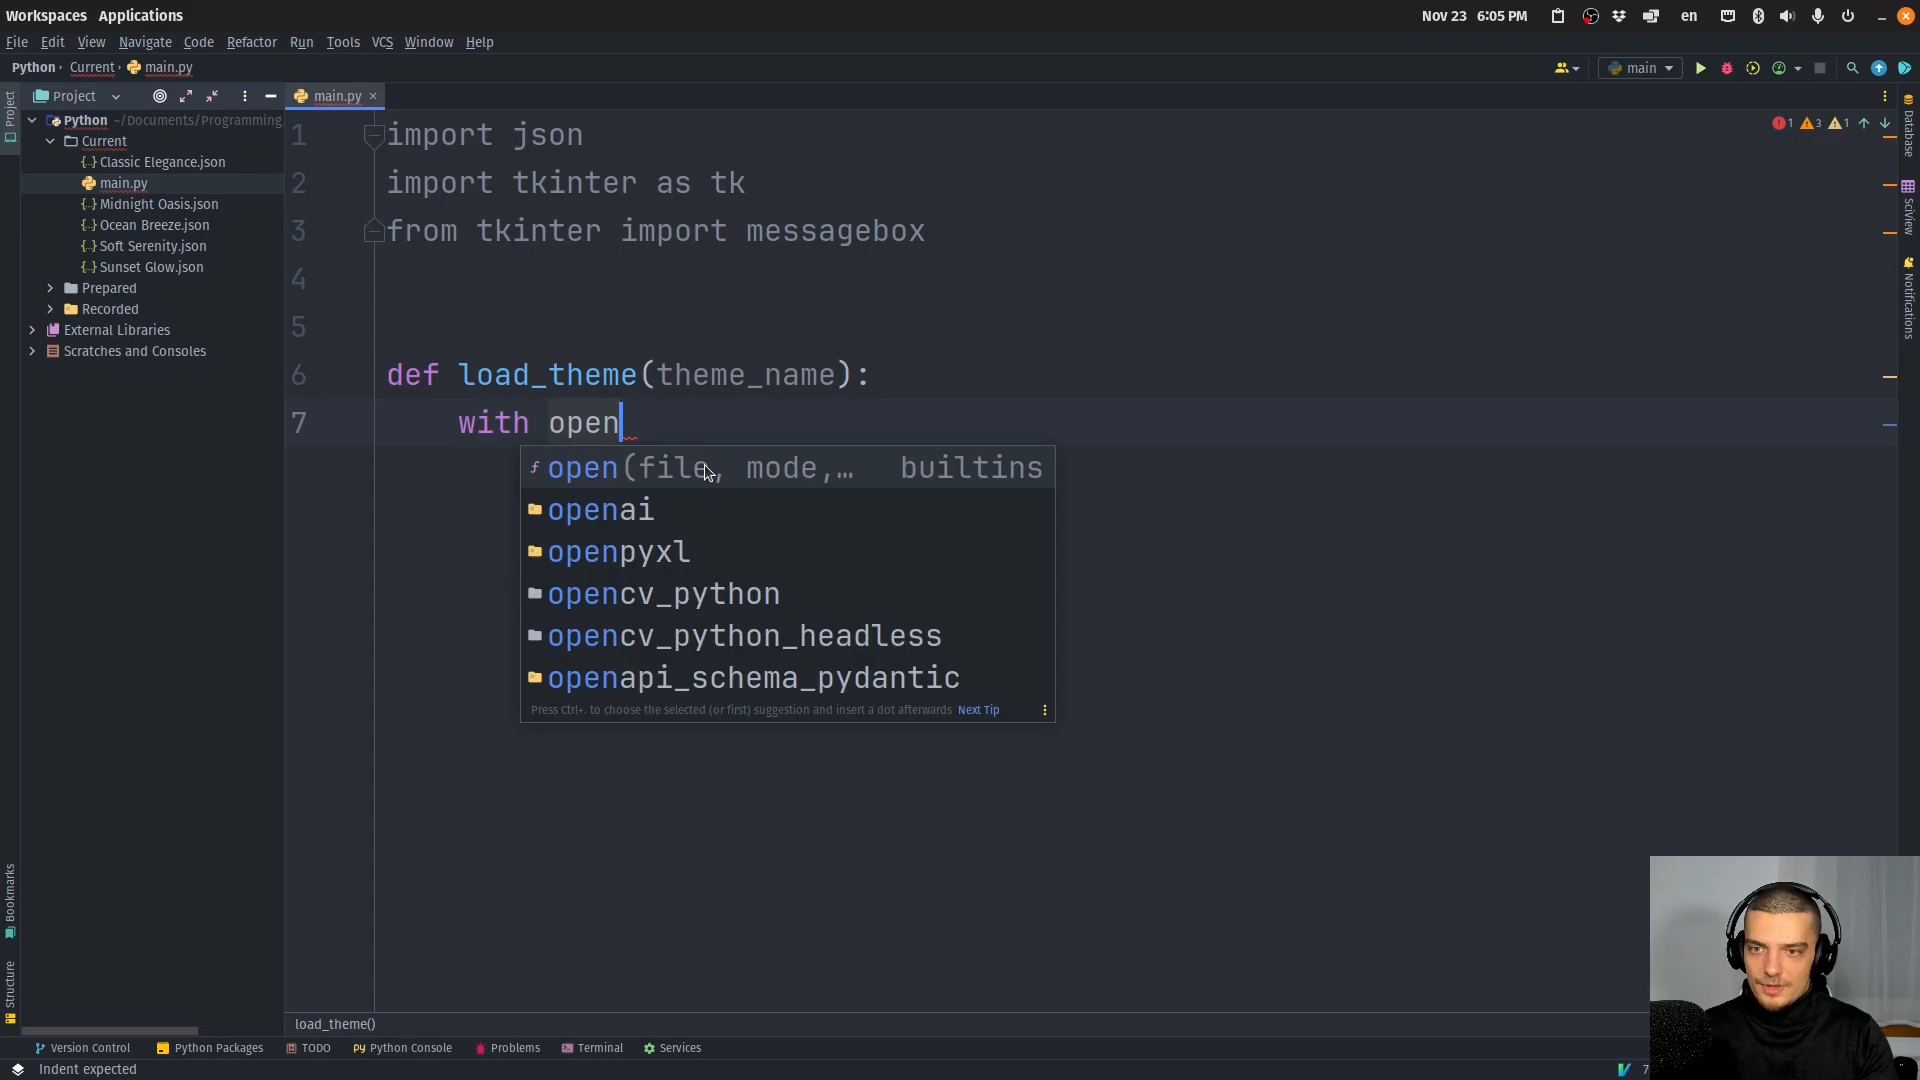 Workspaces Applications
Nov 23 6:05 PM
en
File Edit View Navigate Code Refactor Run Tools VCS Window Help
Python Current main.py
main
Project
main.py
Python ~/Documents/Programming
Current
Classic Elegance.json
main.py
Midnight Oasis.json
Ocean Breeze.json
Soft Serenity.json
Sunset Glow.json
Prepared
Recorded
External Libraries
Scratches and Consoles
Project
Bookmarks
Structure
1 import json
2 import tkinter as tk
3 from tkinter import messagebox
4
5
6 def load_theme(theme_name):
7 with open
open(file, mode,… builtins
openai
openpyxl
opencv_python
opencv_python_headless
openapi_schema_pydantic
Press Ctrl+. to choose the selected (or first) suggestion and insert a dot afterwards Next Tip
1 3 1
Database
SciView
Notifications
load_theme()
Version Control Python Packages TODO Python Console Problems Terminal Services
Indent expected
7